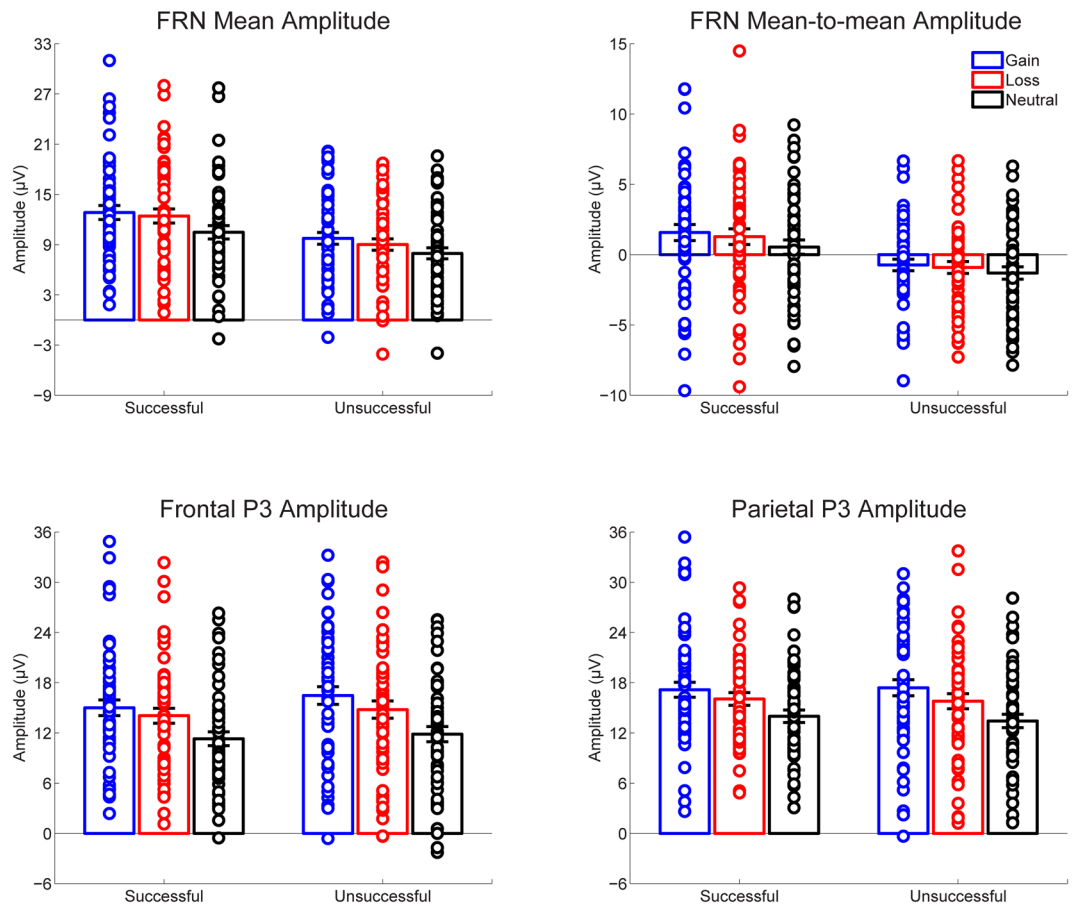 FRN Mean Amplitude
33
27
21
15
9
3
−3
−9
Amplitude (µV)
Successful
Unsuccessful
FRN Mean-to-mean Amplitude
15
10
5
0
−5
−10
Amplitude (µV)
Gain
Loss
Neutral
Successful
Unsuccessful
Frontal P3 Amplitude
36
30
24
18
12
6
0
−6
Amplitude (µV)
Successful
Unsuccessful
Parietal P3 Amplitude
36
30
24
18
12
6
0
−6
Amplitude (µV)
Successful
Unsuccessful